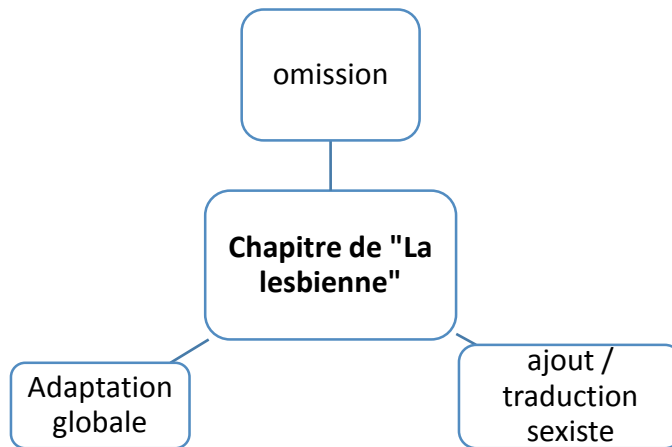 omission
Chapitre de "La
lesbienne"
Adaptation
globale
ajout /
traduction
sexiste